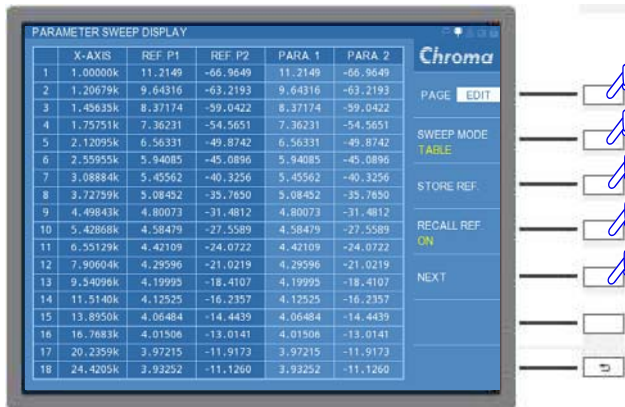 PARAMETER SWEEP DISPLAY
X-AXIS REF. P1 REF. P2 PARA. 1 PARA. 2
1 1.00000k 11.2149 -66.9649 11.2149 -66.9649
2 1.20679k 9.64316 -63.2193 9.64316 -63.2193
3 1.45635k 8.37174 -59.0422 8.37174 -59.0422
4 1.75751k 7.36231 -54.5651 7.36231 -54.5651
5 2.12095k 6.56331 -49.8742 6.56331 -49.8742
6 2.55955k 5.94085 -45.0896 5.94085 -45.0896
7 3.08884k 5.45562 -40.3256 5.45562 -40.3256
8 3.72759k 5.08452 -35.7650 5.08452 -35.7650
9 4.49843k 4.80073 -31.4812 4.80073 -31.4812
10 5.42868k 4.58479 -27.5589 4.58479 -27.5589
11 6.55129k 4.42109 -24.0722 4.42109 -24.0722
12 7.90604k 4.29596 -21.0219 4.29596 -21.0219
13 9.54096k 4.19995 -18.4107 4.19995 -18.4107
14 11.5140k 4.12525 -16.2357 4.12525 -16.2357
15 13.8950k 4.06484 -14.4439 4.06484 -14.4439
16 16.7683k 4.01506 -13.0141 4.01506 -13.0141
17 20.2359k 3.97215 -11.9173 3.97215 -11.9173
18 24.4205k 3.93252 -11.1260 3.93252 -11.1260
Chroma
PAGE EDIT
SWEEP MODE
TABLE
STORE REF.
RECALL REF.
ON
NEXT